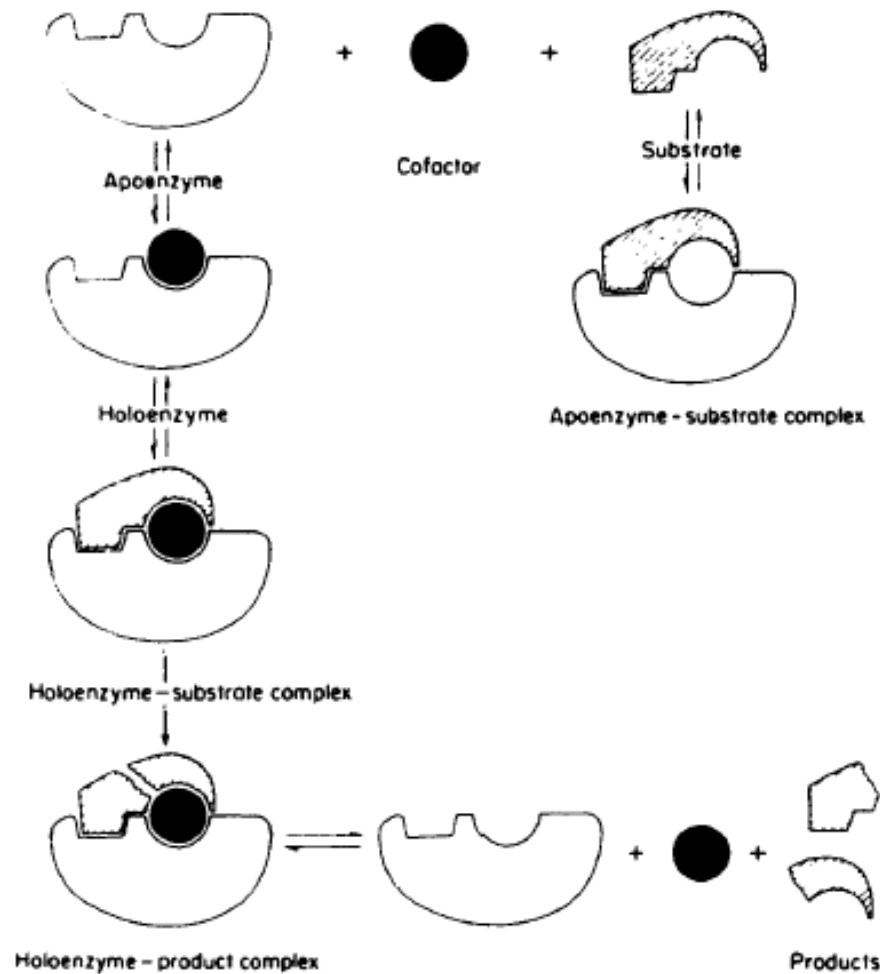 + +
Cofactor
Substrate
Apoenzyme
Holoenzyme
Apoenzyme – substrate complex
Holoenzyme – substrate complex
+ +
Holoenzyme – product complex
Products